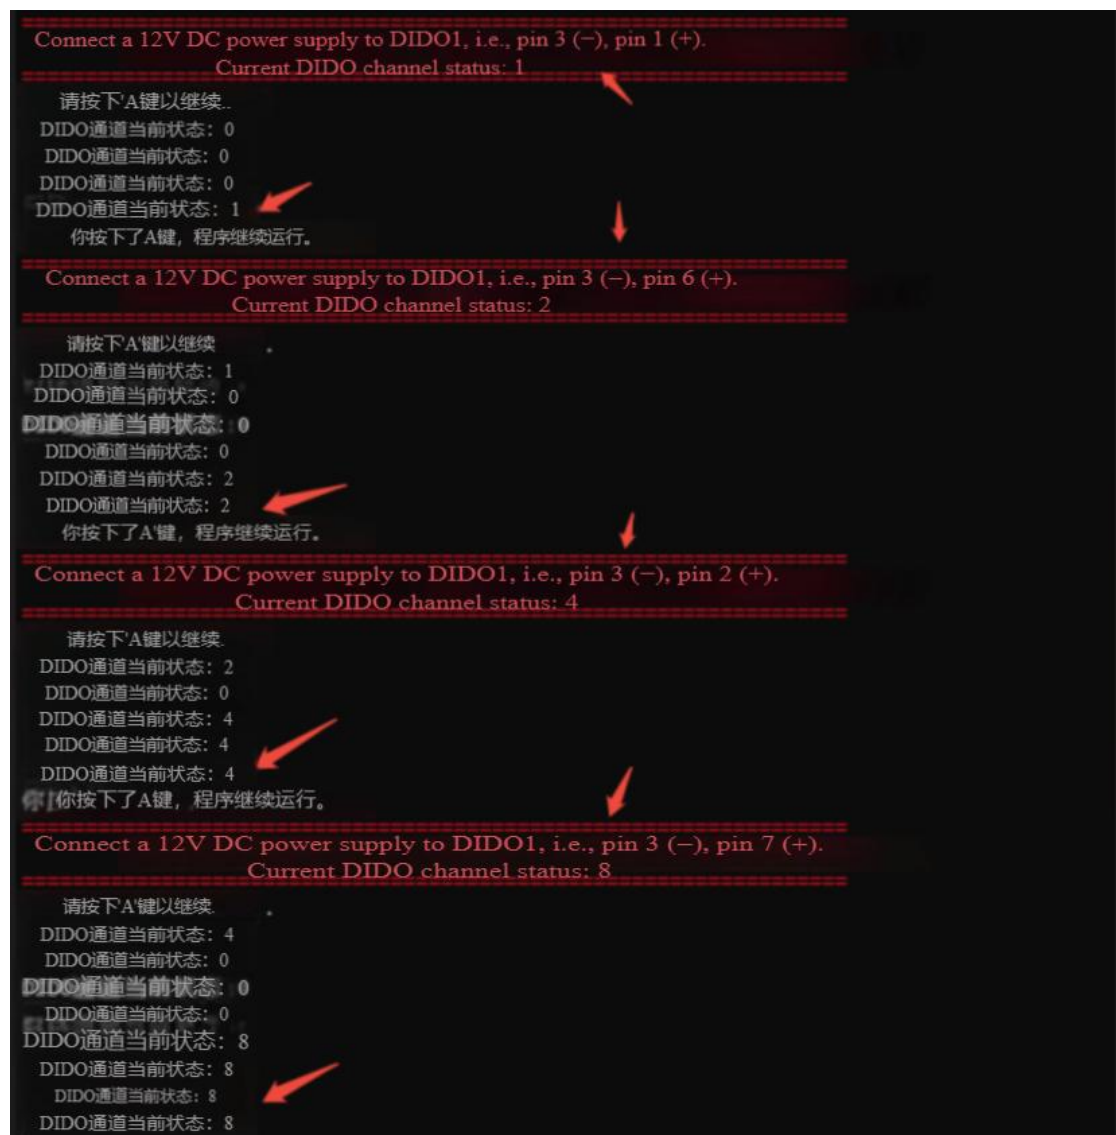 Connect a 12V DC power supply to DIDO1, i.e., pin 3 (−), pin 1 (+).
Current DIDO channel status: 1
请按下'A键以继续..
DIDO通道当前状态：0
DIDO通道当前状态：0
DIDO通道当前状态：0
DIDO通道当前状态：1
你按下了A键，程序继续运行。
Connect a 12V DC power supply to DIDO1, i.e., pin 3 (−), pin 6 (+).
Current DIDO channel status: 2
请按下'A'键以继续 。
DIDO通道当前状态：1
DIDO通道当前状态：0
DIDO通道当前状态：0
DIDO通道当前状态：0
DIDO通道当前状态：2
DIDO通道当前状态：2
你按下了A'键，程序继续运行。
Connect a 12V DC power supply to DIDO1, i.e., pin 3 (−), pin 2 (+).
Current DIDO channel status: 4
请按下'A键以继续.
DIDO通道当前状态：2
DIDO通道当前状态：0
DIDO通道当前状态：4
DIDO通道当前状态：4
DIDO通道当前状态：4
你按下了A键，程序继续运行。
Connect a 12V DC power supply to DIDO1, i.e., pin 3 (−), pin 7 (+).
Current DIDO channel status: 8
请按下'A'键以继续. 。
DIDO通道当前状态：4
DIDO通道当前状态：0
DIDO通道当前状态：0
DIDO通道当前状态：0
DIDO通道当前状态：8
DIDO通道当前状态：8
DIDO通道当前状态：8
DIDO通道当前状态：8